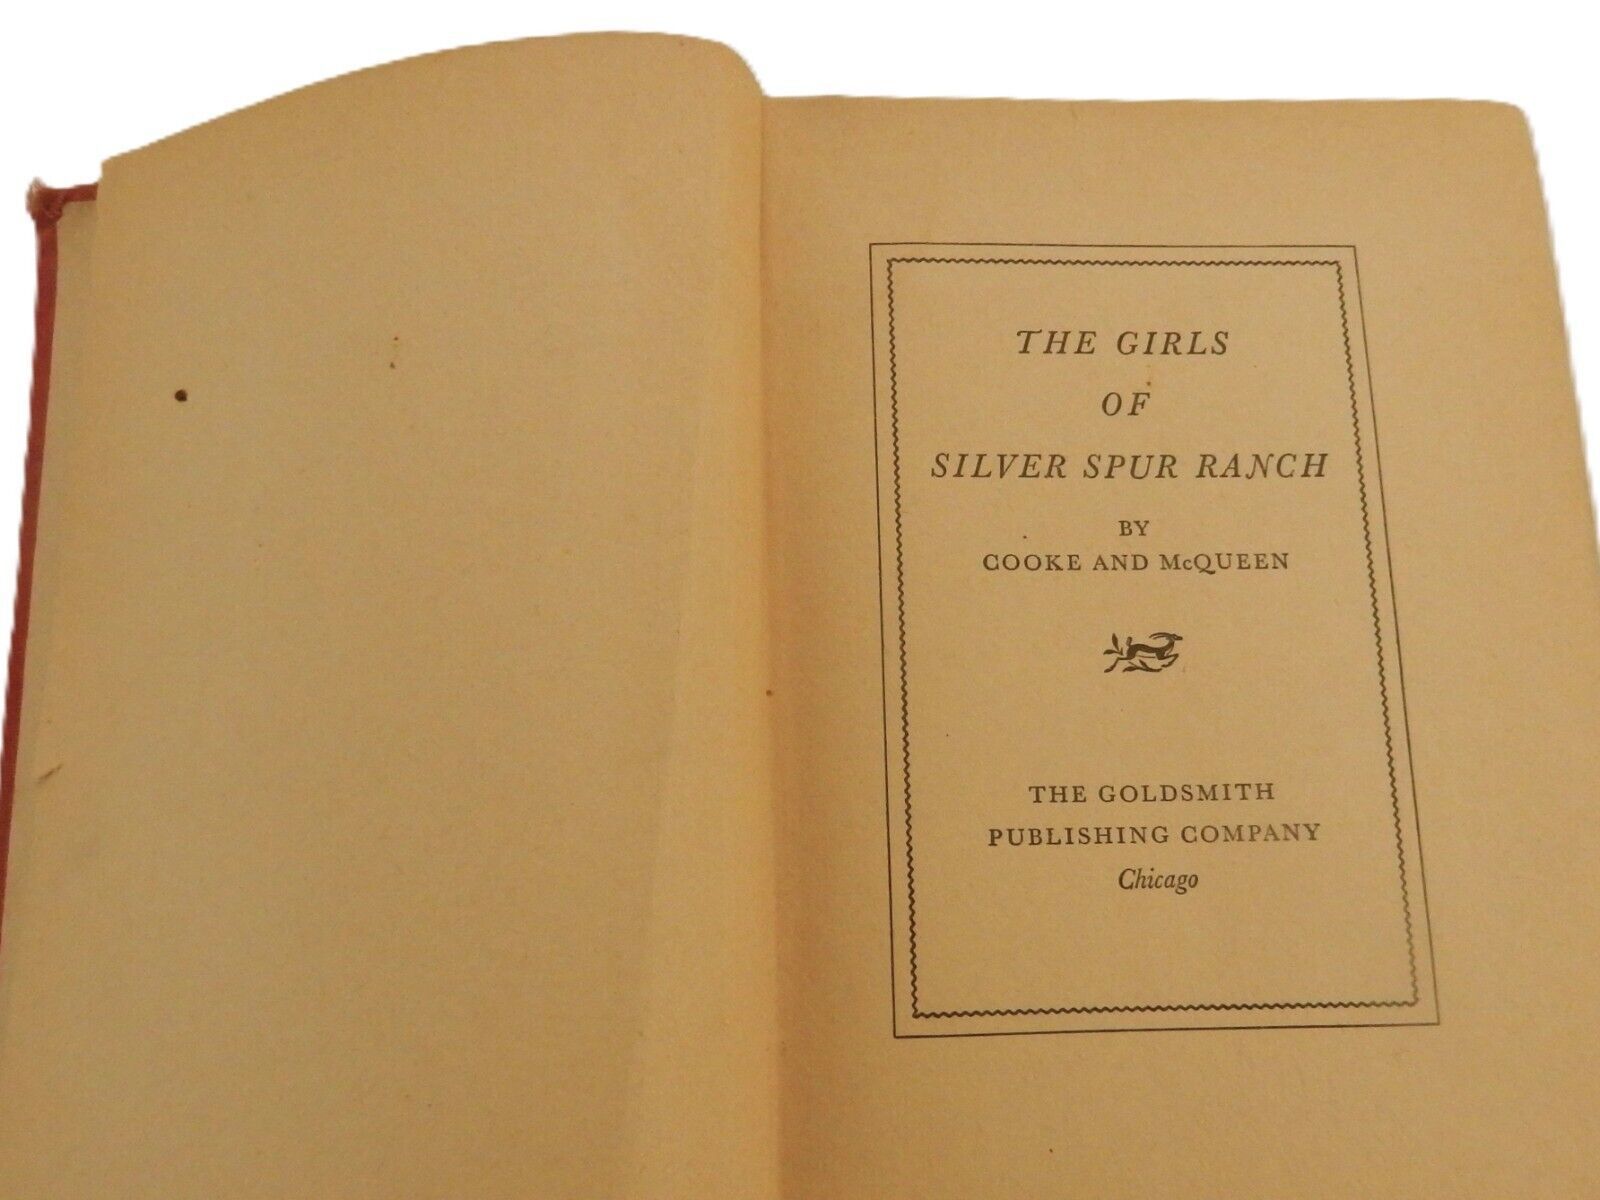 THE GIRLS
OF
SILVER SPUR RANCH
BY
COOKE AND McQUEEN
THE GOLDSMITH
PUBLISHING COMPANY
Chicago